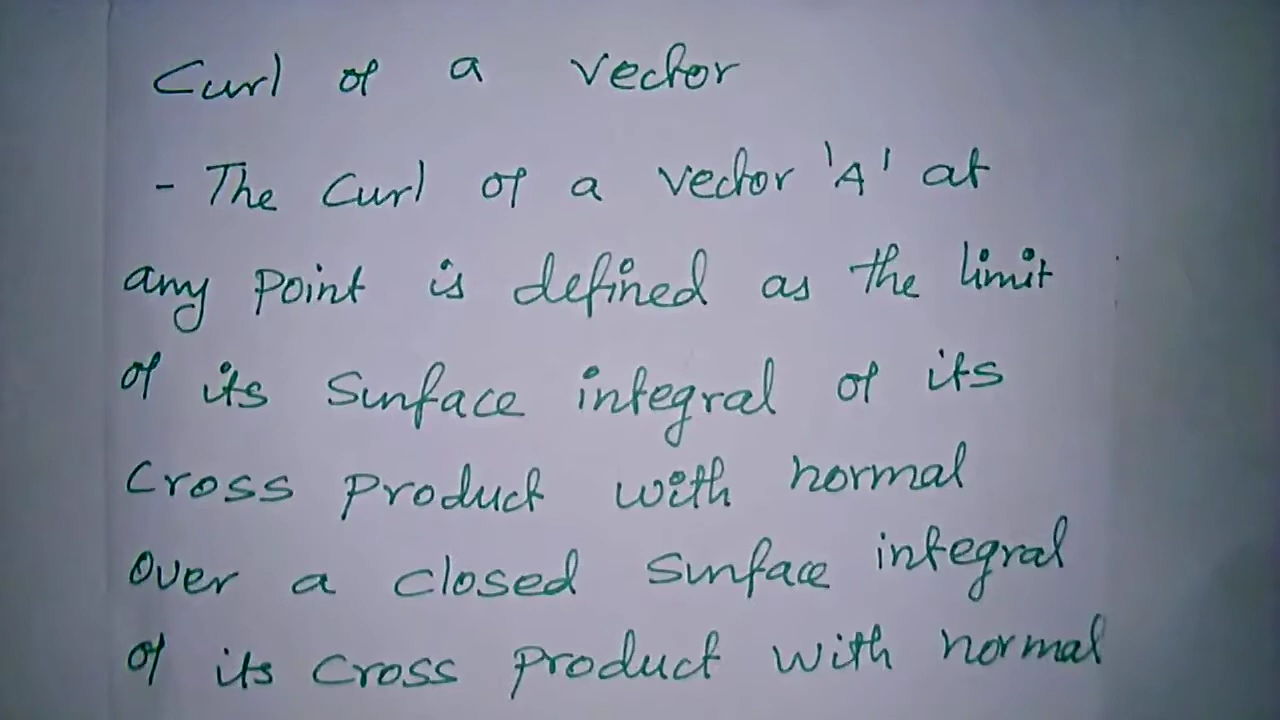 Curl of a vector
- The Curl of a vector 'A' at
any point is defined as the limit
of its Surface integral of its
Cross product with normal
Over a closed Surface integral
of its Cross product with normal